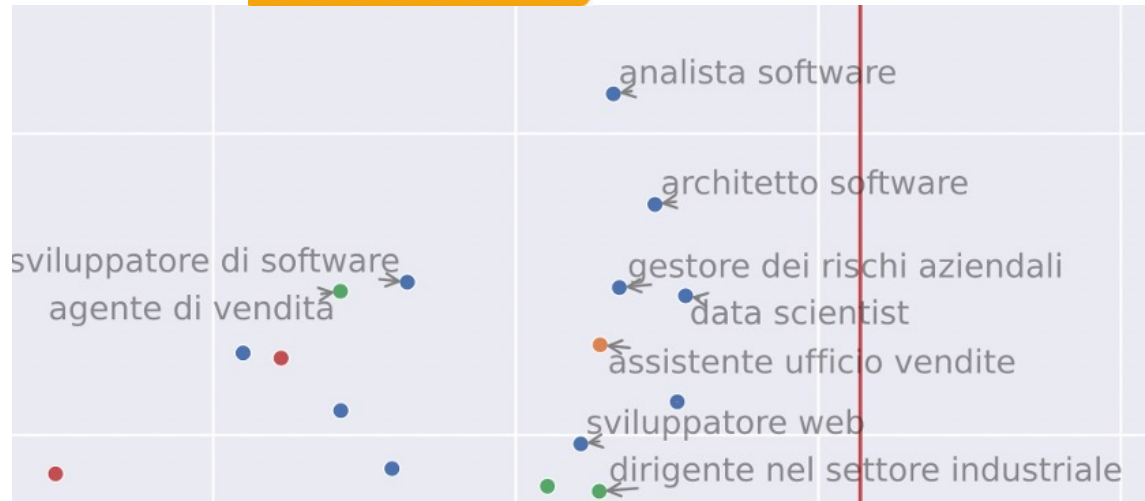 analista software
architetto software
sviluppatore di software
gestore dei rischi aziendali
agente di vendita
data scientist
assistente ufficio vendite
sviluppatore web
dirigente nel settore industriale